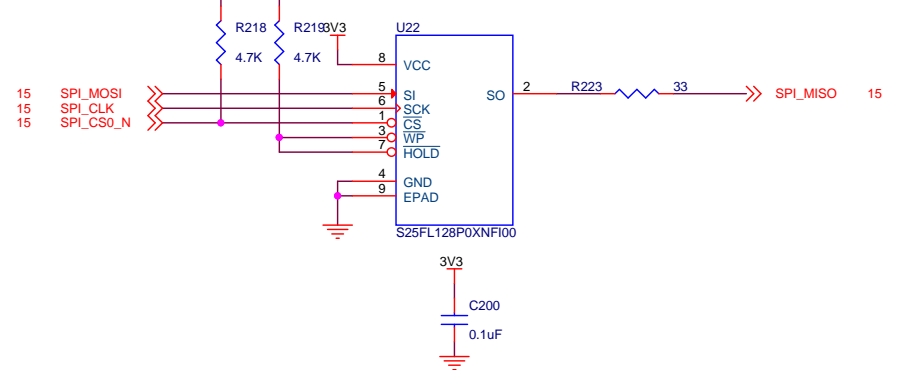 R218 R219 3V3 U22
4.7K 4.7K
8 VCC
15 SPI_MOSI 5 SI SO 2 R223 33 SPI_MISO 15
15 SPI_CLK 6 SCK
15 SPI_CS0_N 1 CS
3 WP
7 HOLD
4 GND
9 EPAD
S25FL128P0XNFI00
3V3
C200
0.1uF